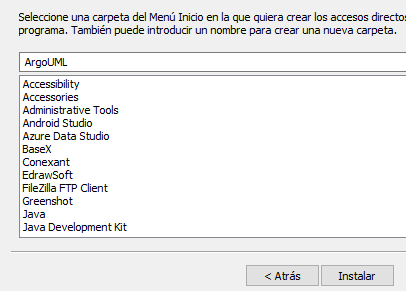 Seleccione una carpeta del Menú Inicio en la que quiera crear los accesos directos
programa. También puede introducir un nombre para crear una nueva carpeta.
ArgoUML
Accessibility
Accessories
Administrative Tools
Android Studio
Azure Data Studio
BaseX
Conexant
EdrawSoft
FileZilla FTP Client
Greenshot
Java
Java Development Kit
< Atrás
Instalar